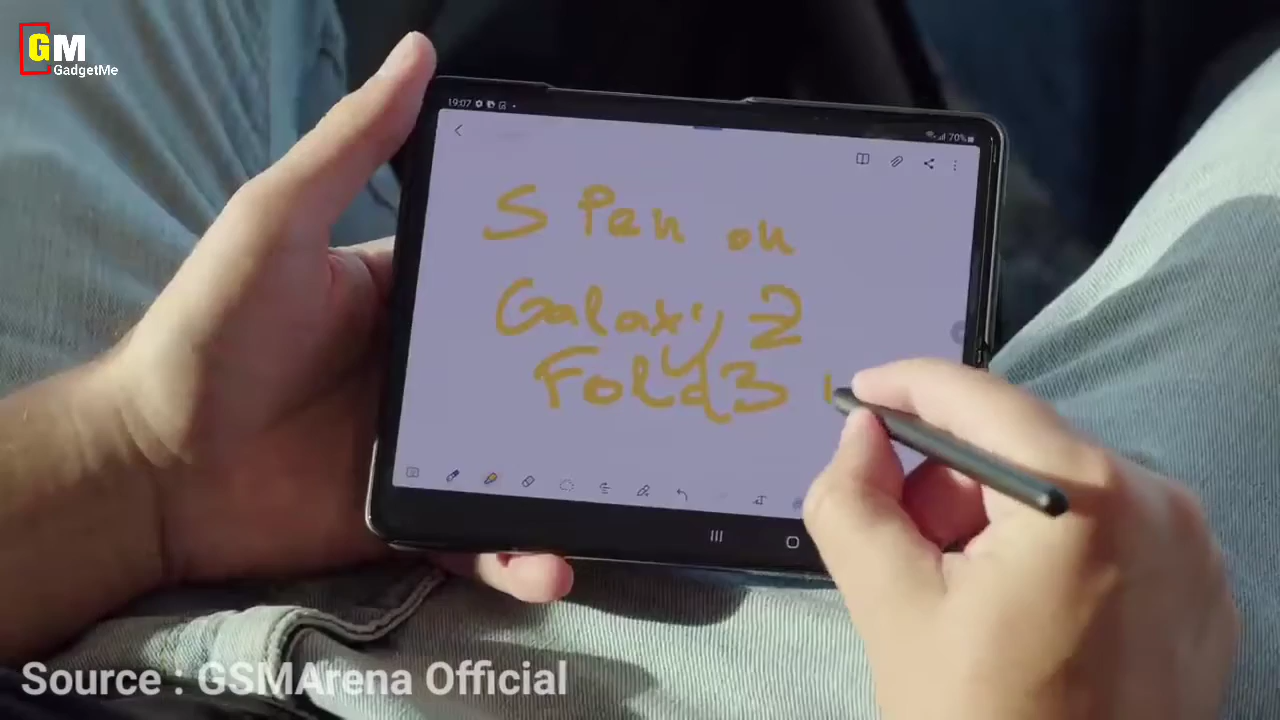 GM
GadgetMe
19:07
70%
S Pen on
Galaxy Z
Fold3
Source : GSMArena Official